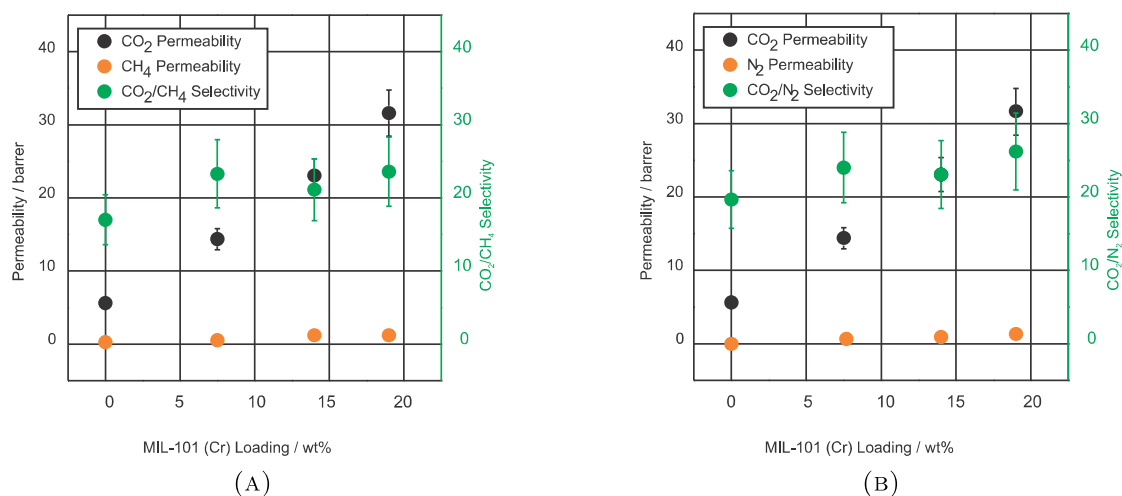 CO2 Permeability
CH4 Permeability
CO2/CH4 Selectivity
40
30
20
10
0
Permeability / barrer
40
30
20
10
0
CO2/CH4 Selectivity
0 5 10 15 20
MIL-101 (Cr) Loading / wt%
(A)
CO2 Permeability
N2 Permeability
CO2/N2 Selectivity
40
30
20
10
0
Permeability / barrer
40
30
20
10
0
CO2/N2 Selectivity
0 5 10 15 20
MIL-101 (Cr) Loading / wt%
(B)